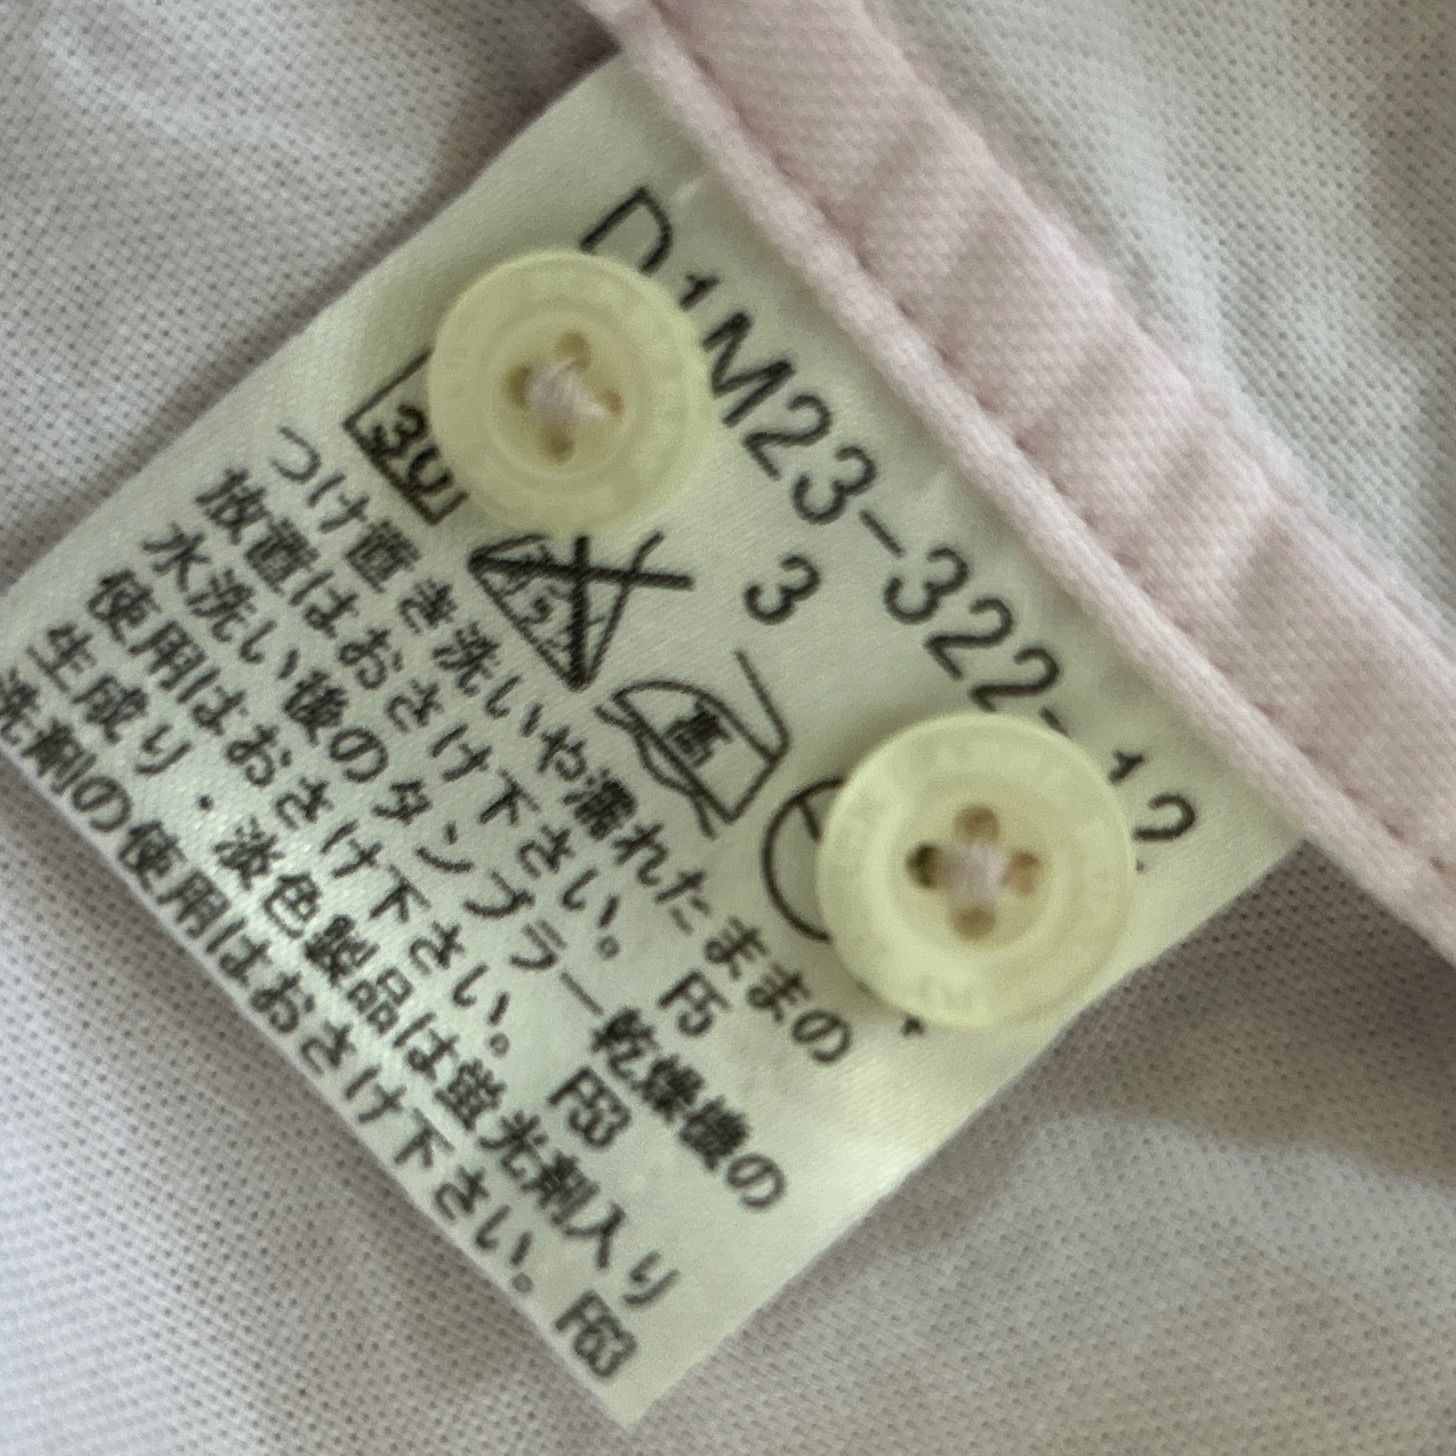 D1M23-322-12
3
30
高
つけ置き洗いや濡れたままの
放置はおさけ下さい。 F5
水洗い後のタンブラー乾燥機の
使用はおさけ下さい。 F53
生成り・淡色製品は蛍光剤入り
洗剤の使用はおさけ下さい。 F63